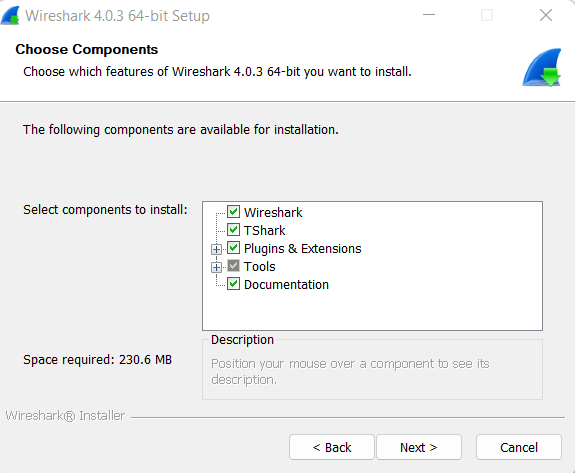 Wireshark 4.0.3 64-bit Setup
Choose Components
Choose which features of Wireshark 4.0.3 64-bit you want to install.
The following components are available for installation.
Select components to install:
Wireshark
TShark
Plugins & Extensions
Tools
Documentation
Space required: 230.6 MB
Description
Position your mouse over a component to see its
description.
Wireshark® Installer
< Back
Next >
Cancel